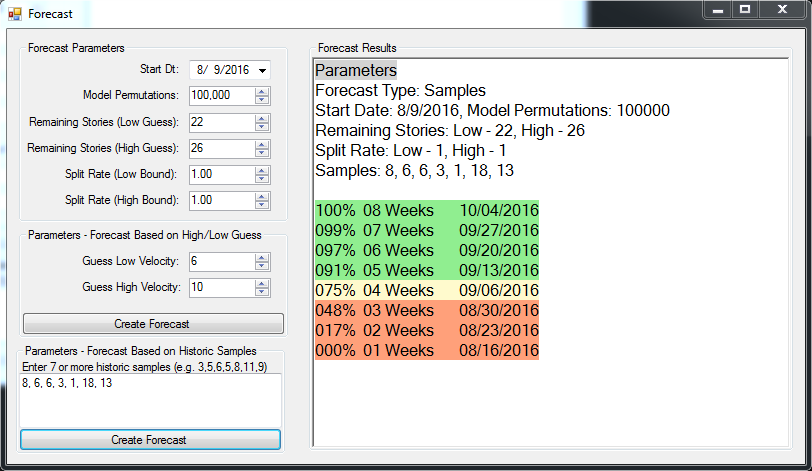 Forecast
Forecast Parameters
Start Dt: 8/ 9/2016
Model Permutations: 100,000
Remaining Stories (Low Guess): 22
Remaining Stories (High Guess): 26
Split Rate (Low Bound): 1.00
Split Rate (High Bound): 1.00
Parameters - Forecast Based on High/Low Guess
Guess Low Velocity: 6
Guess High Velocity: 10
Create Forecast
Parameters - Forecast Based on Historic Samples
Enter 7 or more historic samples (e.g. 3,5,6,5,8,11,9)
8, 6, 6, 3, 1, 18, 13
Create Forecast
Forecast Results
Parameters
Forecast Type: Samples
Start Date: 8/9/2016, Model Permutations: 100000
Remaining Stories: Low - 22, High - 26
Split Rate: Low - 1, High - 1
Samples: 8, 6, 6, 3, 1, 18, 13
100% 08 Weeks 10/04/2016
099% 07 Weeks 09/27/2016
097% 06 Weeks 09/20/2016
091% 05 Weeks 09/13/2016
075% 04 Weeks 09/06/2016
048% 03 Weeks 08/30/2016
017% 02 Weeks 08/23/2016
000% 01 Weeks 08/16/2016